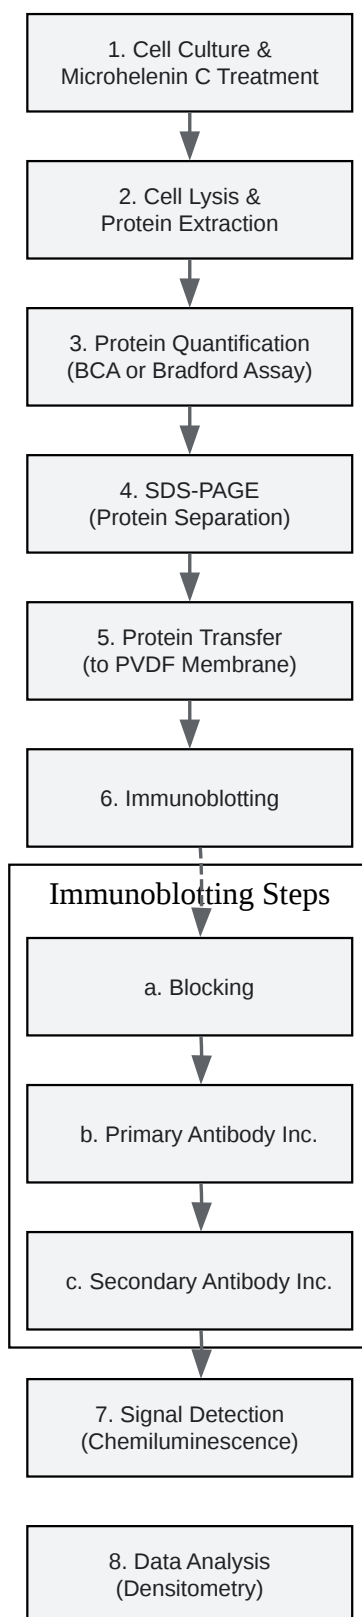 1. Cell Culture &
Microhelenin C Treatment
2. Cell Lysis &
Protein Extraction
3. Protein Quantification
(BCA or Bradford Assay)
4. SDS-PAGE
(Protein Separation)
5. Protein Transfer
(to PVDF Membrane)
6. Immunoblotting
Immunoblotting Steps
a. Blocking
b. Primary Antibody Inc.
c. Secondary Antibody Inc.
7. Signal Detection
(Chemiluminescence)
8. Data Analysis
(Densitometry)